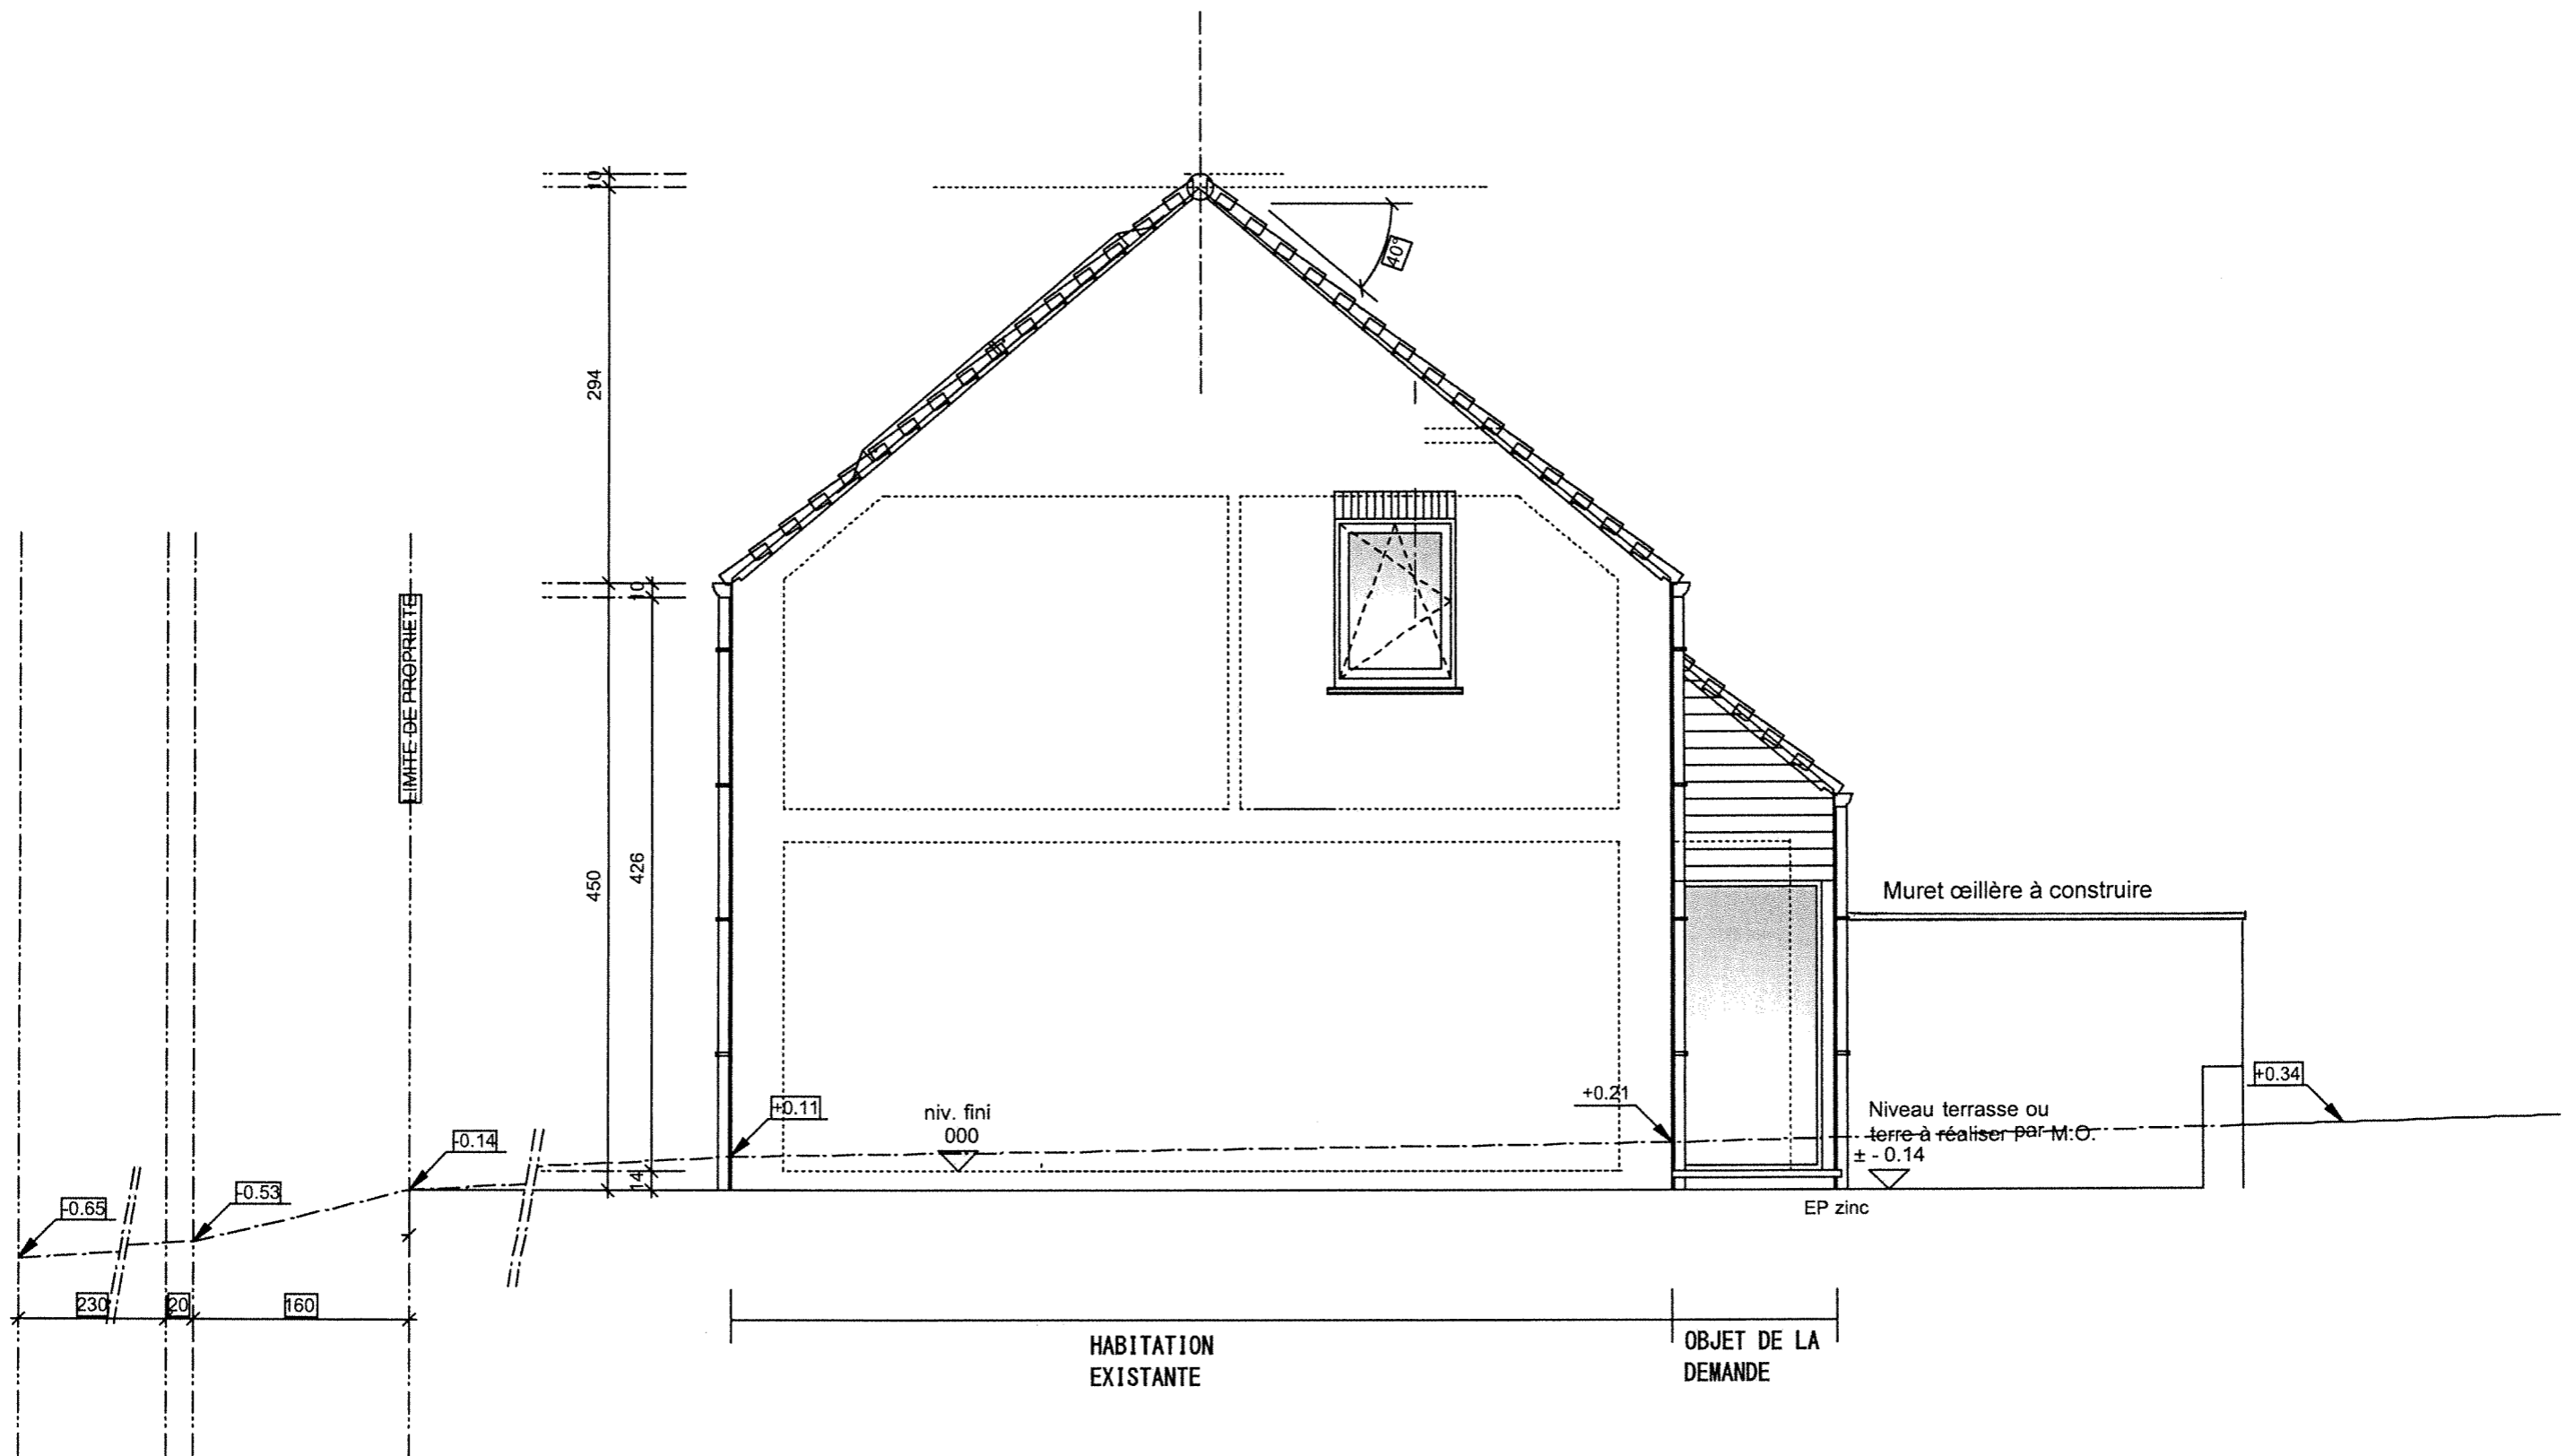 10
40°
294
LIMITE DE PROPRIETE
10
450
426
Muret œillère à construire
+0.34
+0.21
+0.11
niv. fini
000
Niveau terrasse ou
terre à réaliser par M.O.
± - 0.14
-0.14
14
-0.53
-0.65
EP zinc
230
20
160
HABITATION
EXISTANTE
OBJET DE LA
DEMANDE